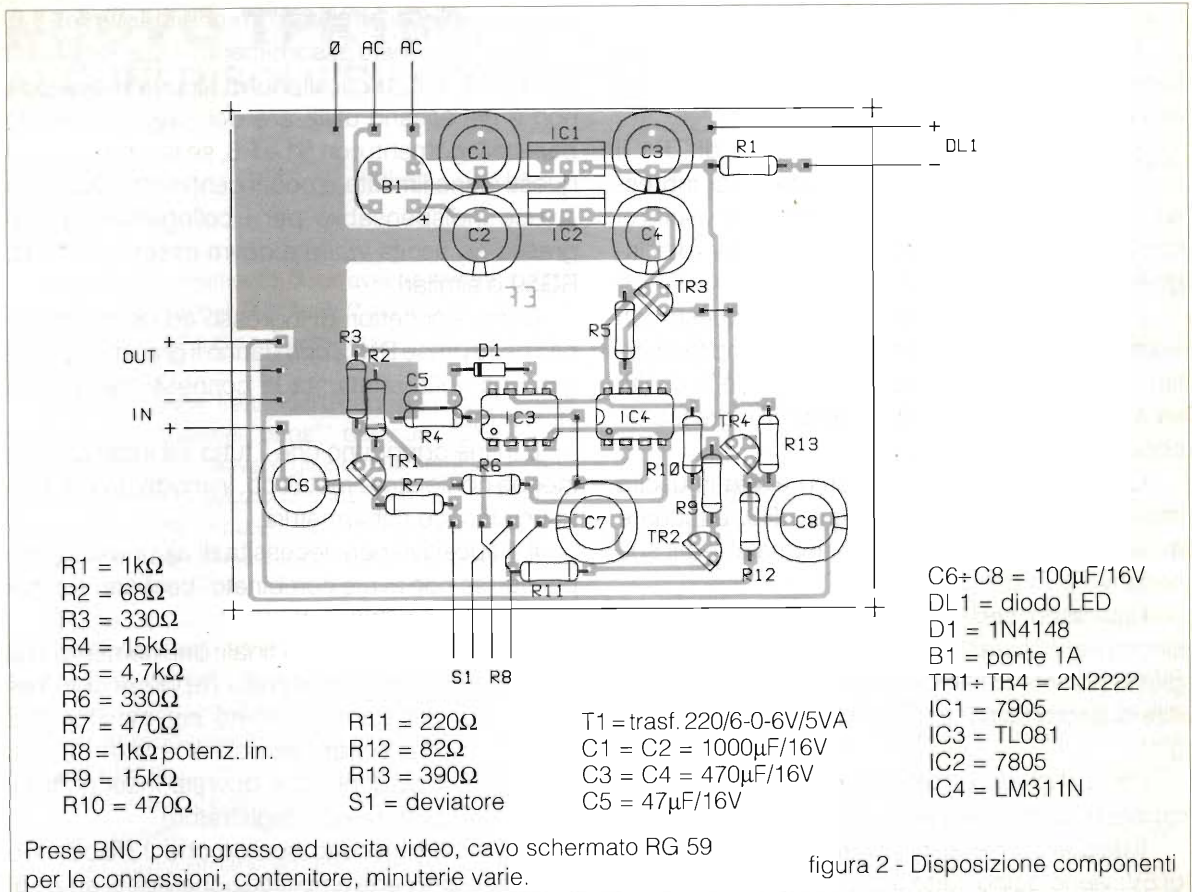 Ø AC AC
IC1
C1
C3
R1
+
DL1
-
B1
+
C2
IC2
C4
TR3
R5
+
OUT
-
-
IN
+
R3
R2
D1
C5
R4
IC3
IC4
TR4
R13
R10
R9
TR1
R6
R7
C6
C7
TR2
C8
R12
R11
S1 R8
R1 = 1kΩ
R2 = 68Ω
R3 = 330Ω
R4 = 15kΩ
R5 = 4,7kΩ
R6 = 330Ω
R7 = 470Ω
R8 = 1kΩ potenz. lin.
R9 = 15kΩ
R10 = 470Ω
R11 = 220Ω
R12 = 82Ω
R13 = 390Ω
S1 = deviatore
T1 = trasf. 220/6-0-6V/5VA
C1 = C2 = 1000µF/16V
C3 = C4 = 470µF/16V
C5 = 47µF/16V
C6÷C8 = 100µF/16V
DL1 = diodo LED
D1 = 1N4148
B1 = ponte 1A
TR1÷TR4 = 2N2222
IC1 = 7905
IC3 = TL081
IC2 = 7805
IC4 = LM311N
Prese BNC per ingresso ed uscita video, cavo schermato RG 59
per le connessioni, contenitore, minuterie varie.
figura 2 - Disposizione componenti